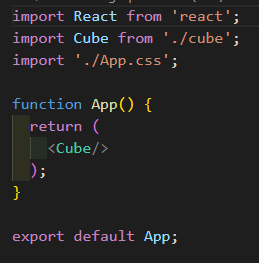 import React from 'react';
import Cube from './cube';
import './App.css';
function App() {
return (
<Cube/>
);
}
export default App;